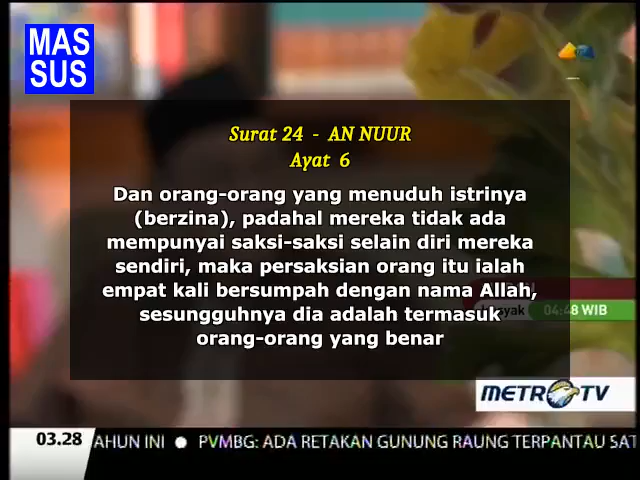 MAS
SUS
Surat 24 - AN NUUR
Ayat 6
Dan orang-orang yang menuduh istrinya
(berzina), padahal mereka tidak ada
mempunyai saksi-saksi selain diri mereka
sendiri, maka persaksian orang itu ialah
empat kali bersumpah dengan nama Allah,
sesungguhnya dia adalah termasuk
orang-orang yang benar
04:48 WIB
METRO TV
03.28 AHUN INI ● PVMBG: ADA RETAKAN GUNUNG RAUNG TERPANTAU SAT